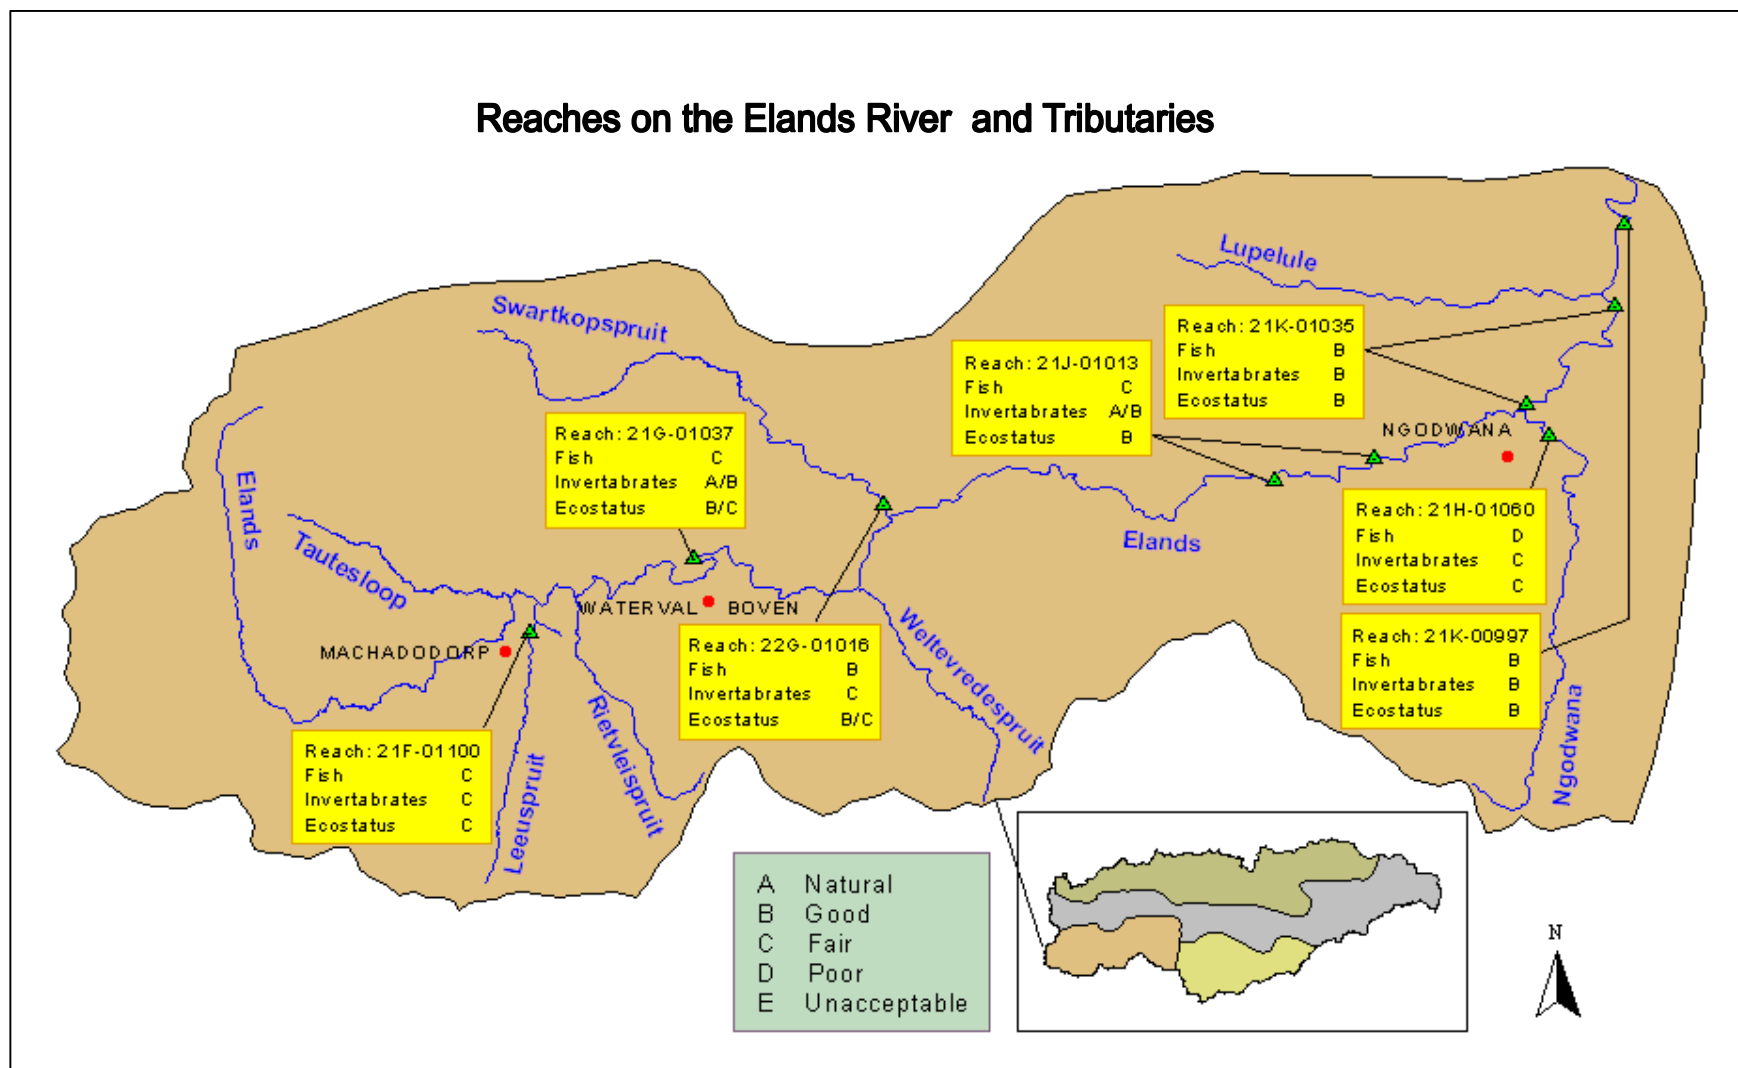 Reaches on the Elands River and Tributaries
Lupelule
Swartkopspruit
Reach: 21K-01035
Fish B
Invertabrates B
Ecostatus B
Reach: 21J-01013
Fish C
Invertabrates A/B
Ecostatus B
NGODWANA
Reach: 21G-01037
Fish C
Invertabrates A/B
Ecostatus B/C
Elands
Tautesloop
Elands
Reach: 21H-01060
Fish D
Invertabrates C
Ecostatus C
WATERVAL BOVEN
MACHADODORP
Reach: 22G-01016
Fish B
Invertabrates C
Ecostatus B/C
Weltevredespruit
Reach: 21K-00997
Fish B
Invertabrates B
Ecostatus B
Ngodwana
Rietvleispruit
Leeuspruit
Reach: 21F-01100
Fish C
Invertabrates C
Ecostatus C
A Natural
B Good
C Fair
D Poor
E Unacceptable
N